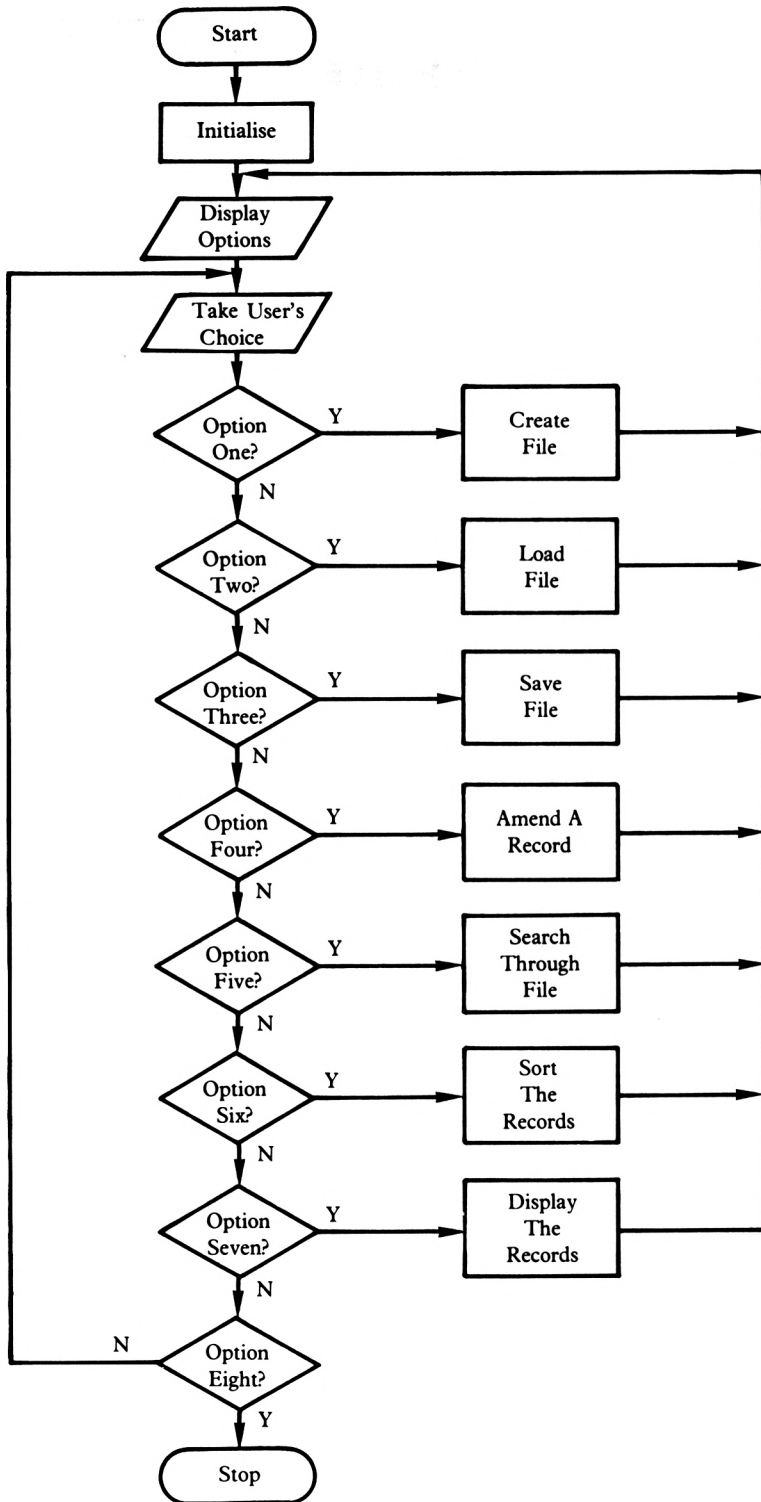 Start
Initialise
Display
Options
Take User's
Choice
Option
One?
Y
Create
File
N
Option
Two?
Y
Load
File
N
Option
Three?
Y
Save
File
N
Option
Four?
Y
Amend A
Record
N
Option
Five?
Y
Search
Through
File
N
Option
Six?
Y
Sort
The
Records
N
Option
Seven?
Y
Display
The
Records
N
N
Option
Eight?
Y
Stop